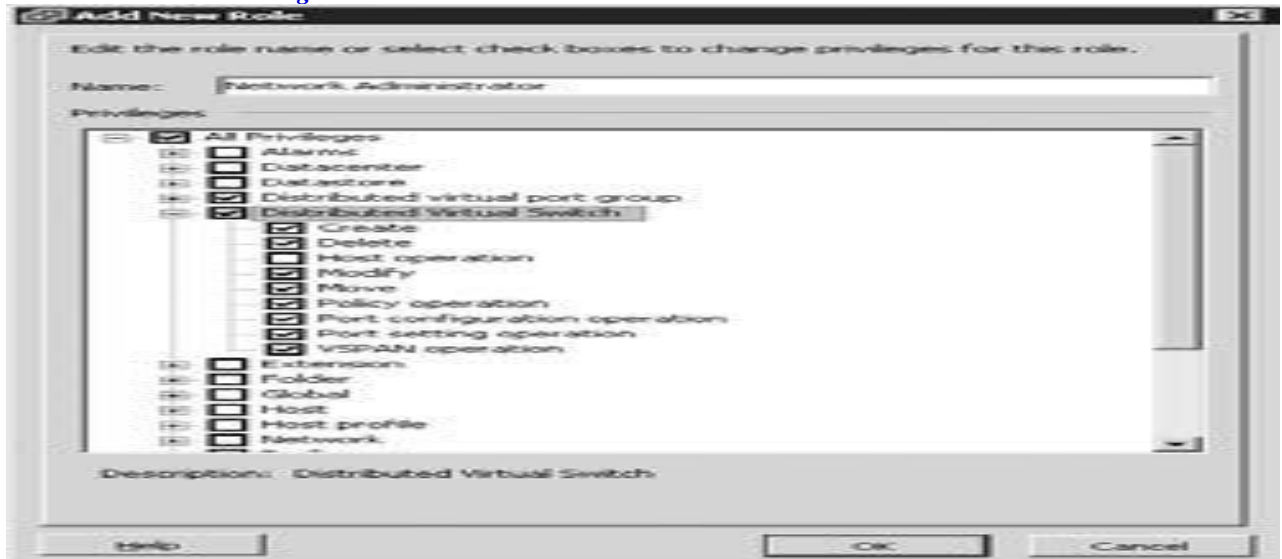 Add New Role
Edit the role name or select check boxes to change privileges for this role.
Name: Network Administrator
Privileges
All Privileges
Alarms
Datacenter
Datastore
Distributed virtual port group
Distributed Virtual Switch
Create
Delete
Host operation
Modify
Move
Policy operation
Port configuration operation
Port setting operation
VSPAN operation
Extension
Folder
Global
Host
Host profile
Network
Description: Distributed Virtual Switch
Help OK Cancel